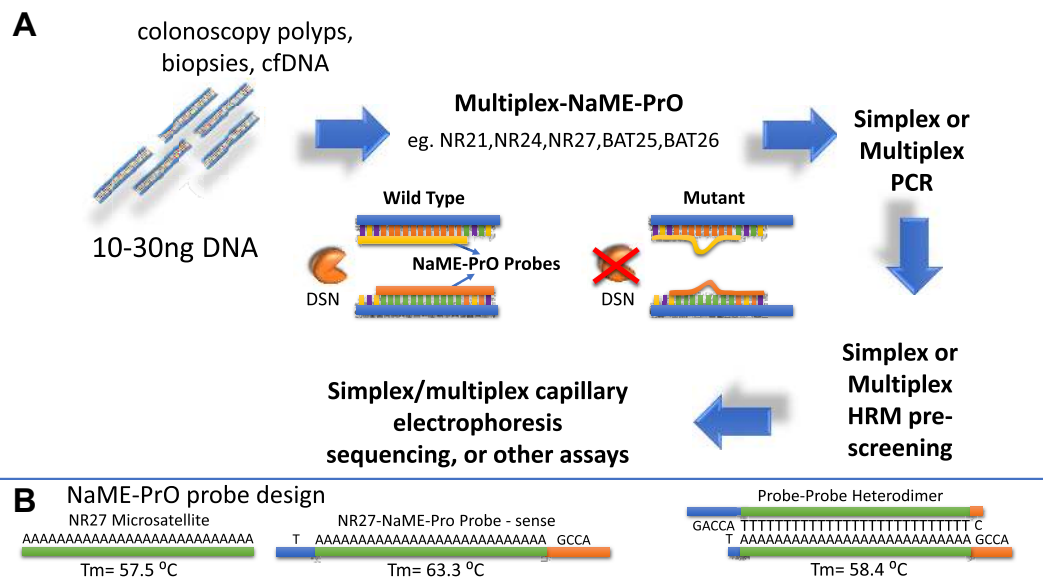 A
colonoscopy polyps,
biopsies, cfDNA
10-30ng DNA
Multiplex-NaME-PrO
eg. NR21,NR24,NR27,BAT25,BAT26
Wild Type
Mutant
NaME-PrO Probes
DSN
DSN
Simplex or
Multiplex
PCR
Simplex or
Multiplex
HRM pre-
screening
Simplex/multiplex capillary
electrophoresis
sequencing, or other assays
B
NaME-PrO probe design
NR27 Microsatellite
AAAAAAAAAAAAAAAAAAAAAAAAAAA
Tm= 57.5 ⁰C
NR27-NaME-Pro Probe - sense
T AAAAAAAAAAAAAAAAAAAAAAAAAAA GCCA
Tm= 63.3 ⁰C
Probe-Probe Heterodimer
GACCA TTTTTTTTTTTTTTTTTTTTTTTTTTT C
T AAAAAAAAAAAAAAAAAAAAAAAAAAA GCCA
Tm= 58.4 ⁰C